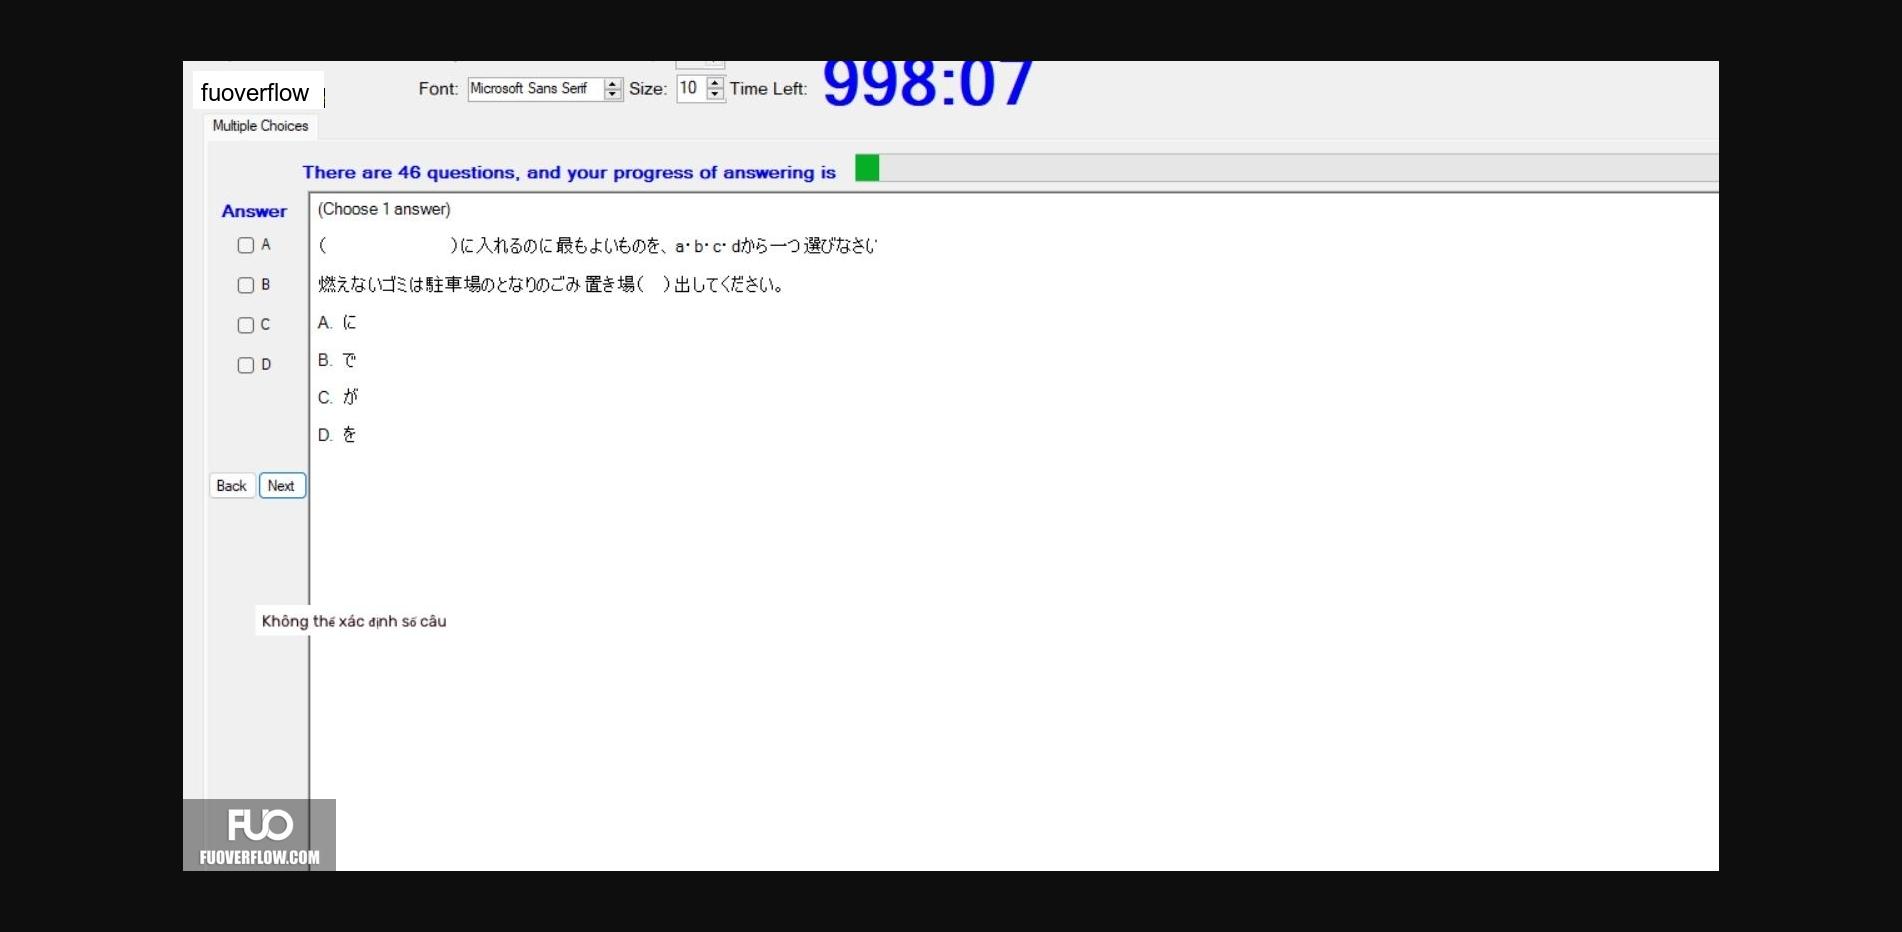 fuoverflow
Font: Microsoft Sans Serif Size: 10 Time Left: 998:07
Multiple Choices
There are 46 questions, and your progress of answering is
Answer
(Choose 1 answer)
A
( )に入れるのに最もよいものを、a・b・c・dから一つ選びなさい
B
燃えないゴミは駐車場のとなりのごみ置き場( )出してください。
C
A. に
D
B. で
C. が
D. を
Back Next
Không thể xác định số câu
FUO
FUOVERFLOW.COM